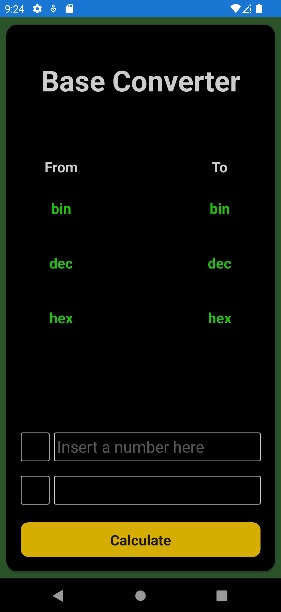 9:24
Base Converter
From To
bin bin
dec dec
hex hex
Insert a number here
Calculate